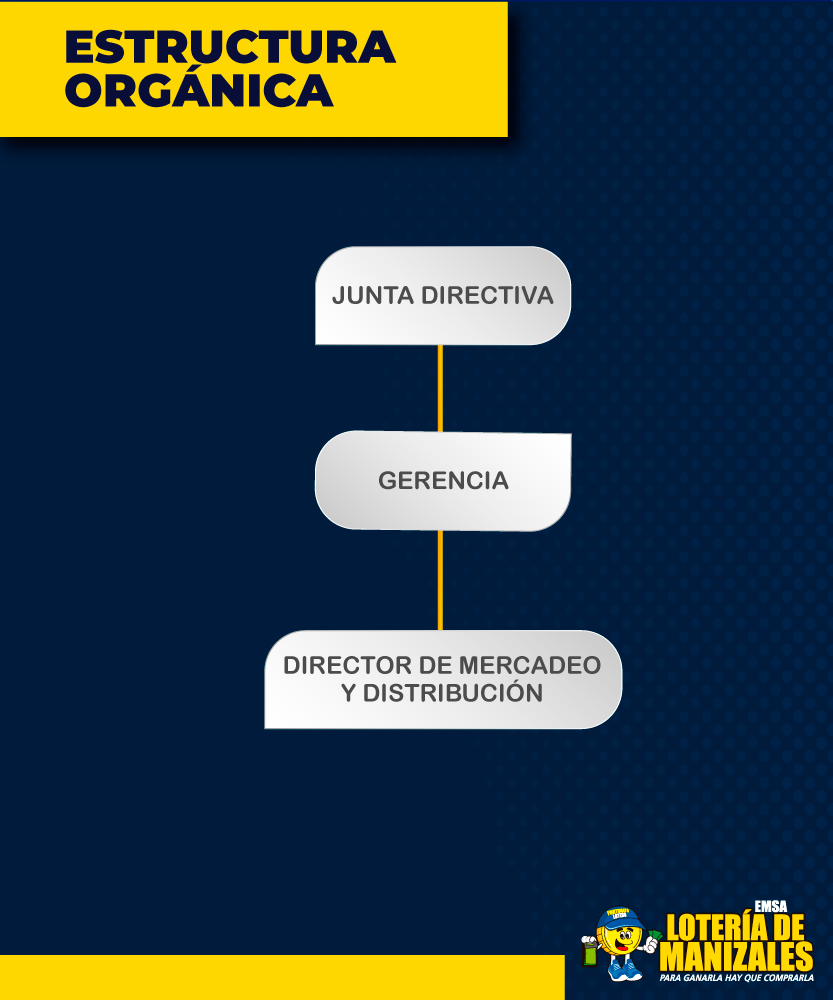 ESTRUCTURA
ORGÁNICA
JUNTA DIRECTIVA
GERENCIA
DIRECTOR DE MERCADEO
Y DISTRIBUCIÓN
EMSA
LOTERÍA DE
MANIZALES
PARA GANARLA HAY QUE COMPRARLA